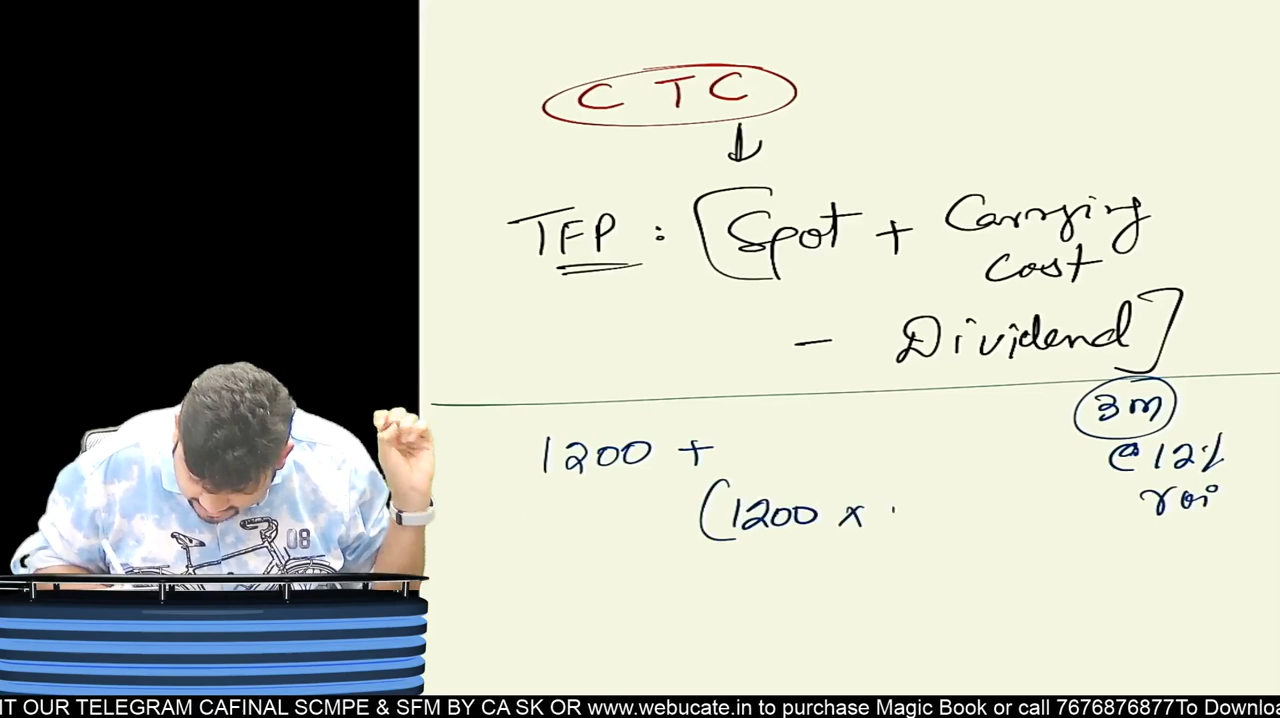 C T C
TFP : [Spot + Carrying
cost
- Dividend]
3m
1200 +
@12%
roi
(1200 x
08
IT OUR TELEGRAM CAFINAL SCMPE & SFM BY CA SK OR www.webucate.in to purchase Magic Book or call 7676876877To Downloa